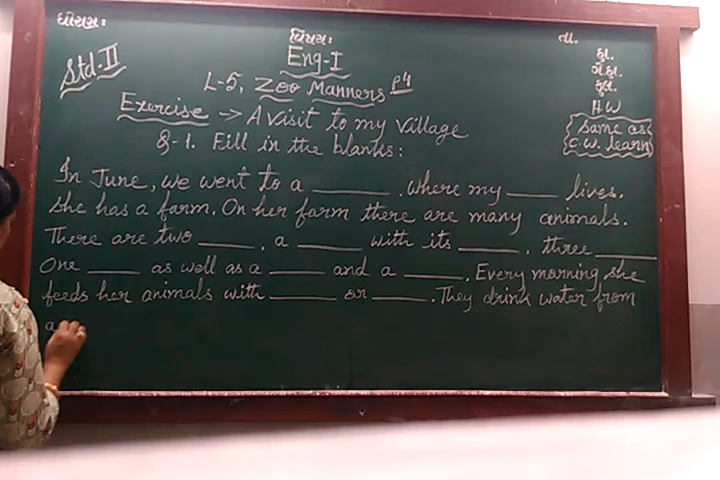 ધોરણઃ
વિષયઃ
તા.
Std. II
Eng-I
હા.
ગે.હા.
કુલ.
L-5, Zoo Manners P4
Exercise → A visit to my village
H W
Same as C.W. learn
Q-1. Fill in the blanks:
In June, we went to a ______. where my ____ lives.
She has a farm. On her farm there are many animals.
There are two ____, a ____ with its ____, three ____
One ____ as well as a ____ and a ____. Every morning, she
feeds her animals with ____ or ____. They drink water from
a